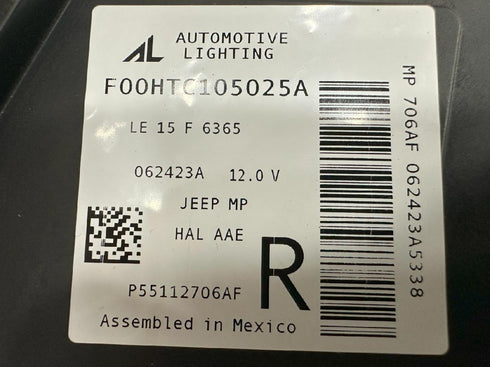 AL AUTOMOTIVE
LIGHTING
F00HTC105025A
LE 15 F 6365
062423A 12.0 V
JEEP MP
HAL AAE
R
P55112706AF
Assembled in Mexico
MP 706AF 062423A5338